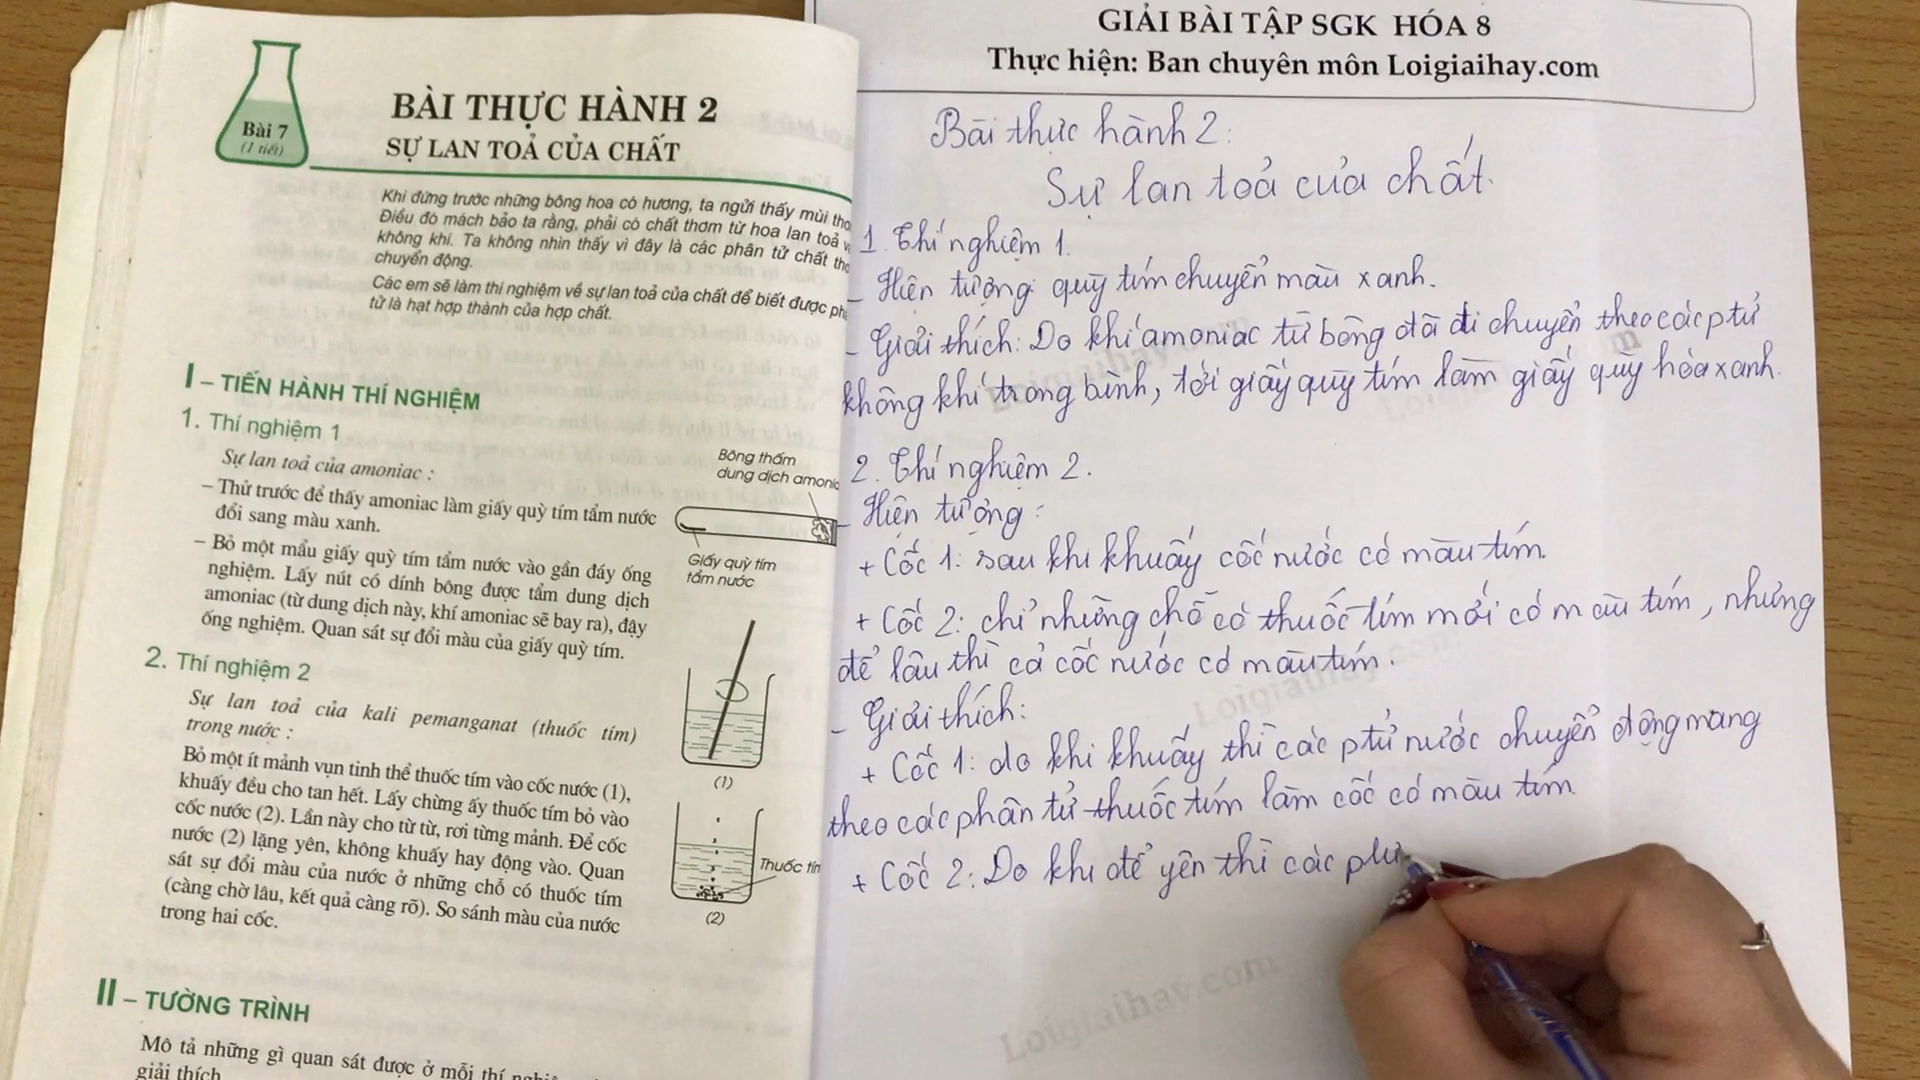 Bài 7
(1 tiết)
BÀI THỰC HÀNH 2
SỰ LAN TOẢ CỦA CHẤT
Khi đứng trước những bông hoa có hương, ta ngửi thấy mùi
Điều đó mách bảo ta rằng, phải có chất thơm từ hoa lan toả
không khí. Ta không nhìn thấy vì đây là các phân tử chất
chuyển động.
Các em sẽ làm thí nghiệm về sự lan toả của chất để biết được
tử là hạt hợp thành của hợp chất.
I – TIẾN HÀNH THÍ NGHIỆM
1. Thí nghiệm 1
Sự lan toả của amoniac :
– Thử trước để thấy amoniac làm giấy quỳ tím tẩm nước
đổi sang màu xanh.
– Bỏ một mẩu giấy quỳ tím tẩm nước vào gần đáy ống
nghiệm. Lấy nút có dính bông được tẩm dung dịch
amoniac (từ dung dịch này, khí amoniac sẽ bay ra), đậy
ống nghiệm. Quan sát sự đổi màu của giấy quỳ tím.
Bông thấm
dung dịch
Giấy quỳ tím
tẩm nước
2. Thí nghiệm 2
Sự lan toả của kali pemanganat (thuốc tím)
trong nước :
Bỏ một ít mảnh vụn tinh thể thuốc tím vào cốc nước (1),
khuấy đều cho tan hết. Lấy chừng ấy thuốc tím bỏ vào
cốc nước (2). Lần này cho từ từ, rơi từng mảnh. Để cốc
nước (2) lặng yên, không khuấy hay động vào. Quan
sát sự đổi màu của nước ở những chỗ có thuốc tím
(càng chờ lâu, kết quả càng rõ). So sánh màu của nước
trong hai cốc.
(1)
Thuốc
(2)
II – TƯỜNG TRÌNH
Mô tả những gì quan sát được ở mỗi thí
giải thích
GIẢI BÀI TẬP SGK HÓA 8
Thực hiện: Ban chuyên môn Loigiaihay.com
Bài thực hành 2:
Sự lan toả của chất.
1. Thí nghiệm 1.
– Hiện tượng: quỳ tím chuyển màu xanh.
– Giải thích: Do khí amoniac từ bông đã di chuyển theo các ptử
không khí trong bình, tới giấy quỳ tím làm giấy quỳ hóa xanh.
2. Thí nghiệm 2.
– Hiện tượng:
+ Cốc 1: sau khi khuấy cốc nước có màu tím.
+ Cốc 2: chỉ những chỗ có thuốc tím mới có màu tím, nhưng
để lâu thì cả cốc nước có màu tím.
– Giải thích:
+ Cốc 1: do khi khuấy thì các ptử nước chuyển động mang
theo các phân tử thuốc tím làm cốc có màu tím.
+ Cốc 2: Do khi để yên thì các
Loigiaihay.com
Loigiaihay.com
Loigiaihay.com